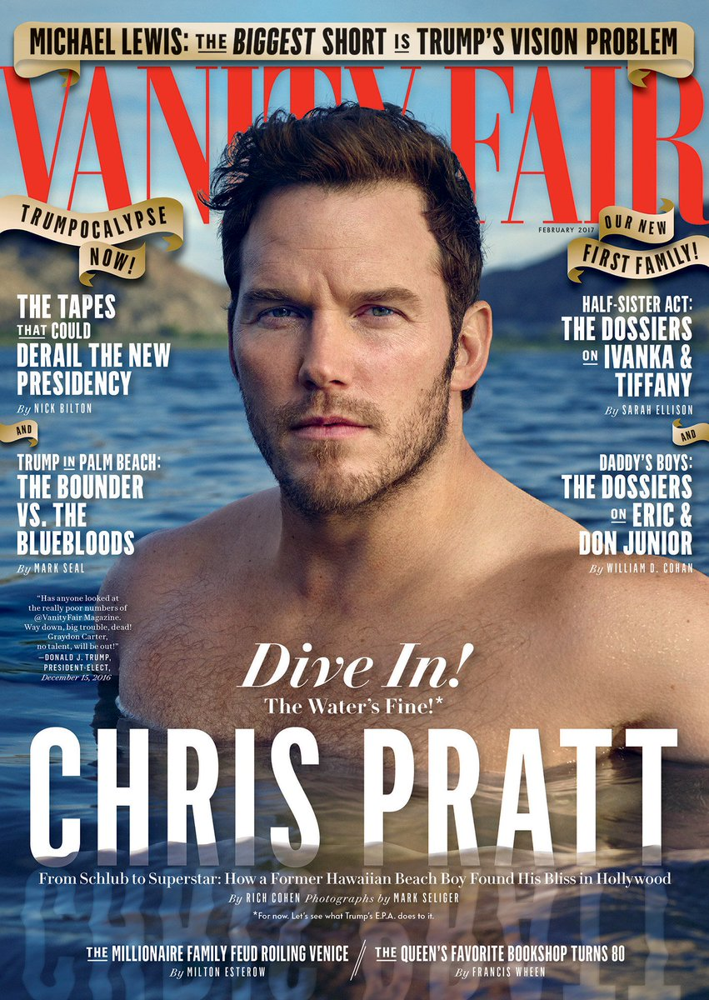 MICHAEL LEWIS: THE BIGGEST SHORT IS TRUMP'S VISION PROBLEM
VANITY FAIR
FEBRUARY 2017
TRUMPOCALYPSE
NOW!
THE TAPES
THAT COULD
DERAIL THE NEW
PRESIDENCY
By NICK BILTON
AND
TRUMP IN PALM BEACH:
THE BOUNDER
VS. THE
BLUEBLOODS
By MARK SEAL
"Has anyone looked at
the really poor numbers of
@VanityFair Magazine.
Way down, big trouble, dead!
Graydon Carter,
no talent, will be out!"
—DONALD J. TRUMP,
PRESIDENT-ELECT,
December 15, 2016
OUR NEW
FIRST FAMILY!
HALF-SISTER ACT:
THE DOSSIERS
ON IVANKA &
TIFFANY
By SARAH ELLISON
AND
DADDY'S BOYS:
THE DOSSIERS
ON ERIC &
DON JUNIOR
By WILLIAM D. COHAN
Dive In!
The Water's Fine!*
CHRIS PRATT
From Schlub to Superstar: How a Former Hawaiian Beach Boy Found His Bliss in Hollywood
By RICH COHEN Photographs by MARK SELIGER
*For now. Let's see what Trump's E.P.A. does to it.
THE MILLIONAIRE FAMILY FEUD ROILING VENICE
By MILTON ESTEROW
THE QUEEN'S FAVORITE BOOKSHOP TURNS 80
By FRANCIS WHEEN